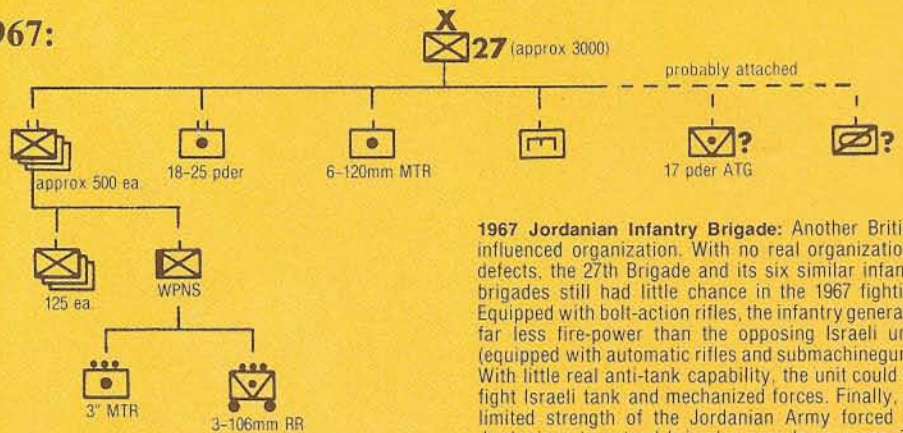 967:
X
27 (approx 3000)
probably attached
approx 500 ea.
18-25 pder
6-120mm MTR
?
17 pder ATG
?
125 ea.
WPNS
3" MTR
3-106mm RR
1967 Jordanian Infantry Brigade: Another Briti
influenced organization. With no real organizatio
defects, the 27th Brigade and its six similar infan
brigades still had little chance in the 1967 fighti
Equipped with bolt-action rifles, the infantry genera
far less fire-power than the opposing Israeli un
(equipped with automatic rifles and submachinegun
With little real anti-tank capability, the unit could
fight Israeli tank and mechanized forces. Finally,
limited strength of the Jordanian Army forced